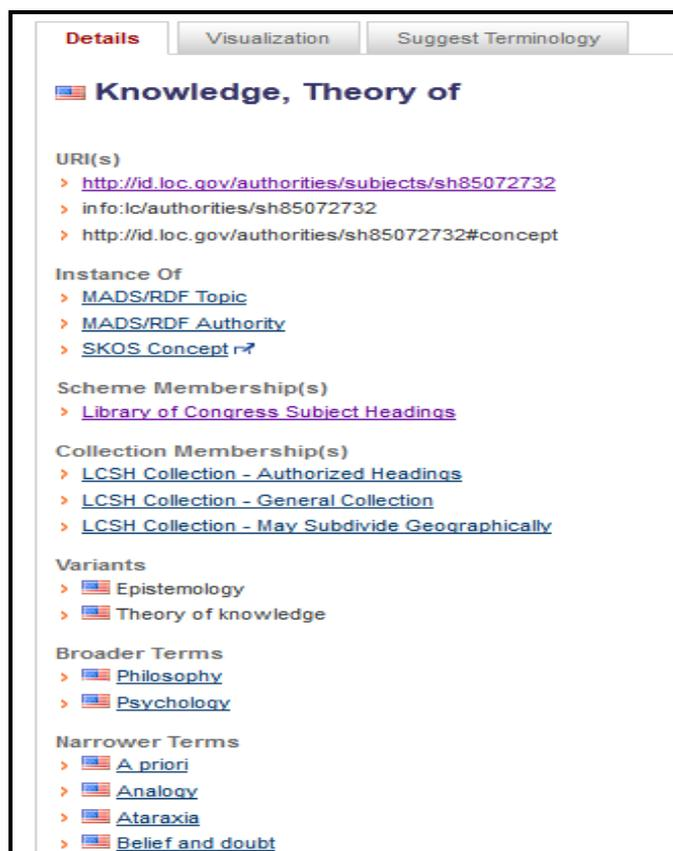 Details Visualization Suggest Terminology
Knowledge, Theory of
URI(s)
http://id.loc.gov/authorities/subjects/sh85072732
info:lc/authorities/sh85072732
http://id.loc.gov/authorities/sh85072732#concept
Instance Of
MADS/RDF Topic
MADS/RDF Authority
SKOS Concept
Scheme Membership(s)
Library of Congress Subject Headings
Collection Membership(s)
LCSH Collection - Authorized Headings
LCSH Collection - General Collection
LCSH Collection - May Subdivide Geographically
Variants
Epistemology
Theory of knowledge
Broader Terms
Philosophy
Psychology
Narrower Terms
A priori
Analogy
Ataraxia
Belief and doubt